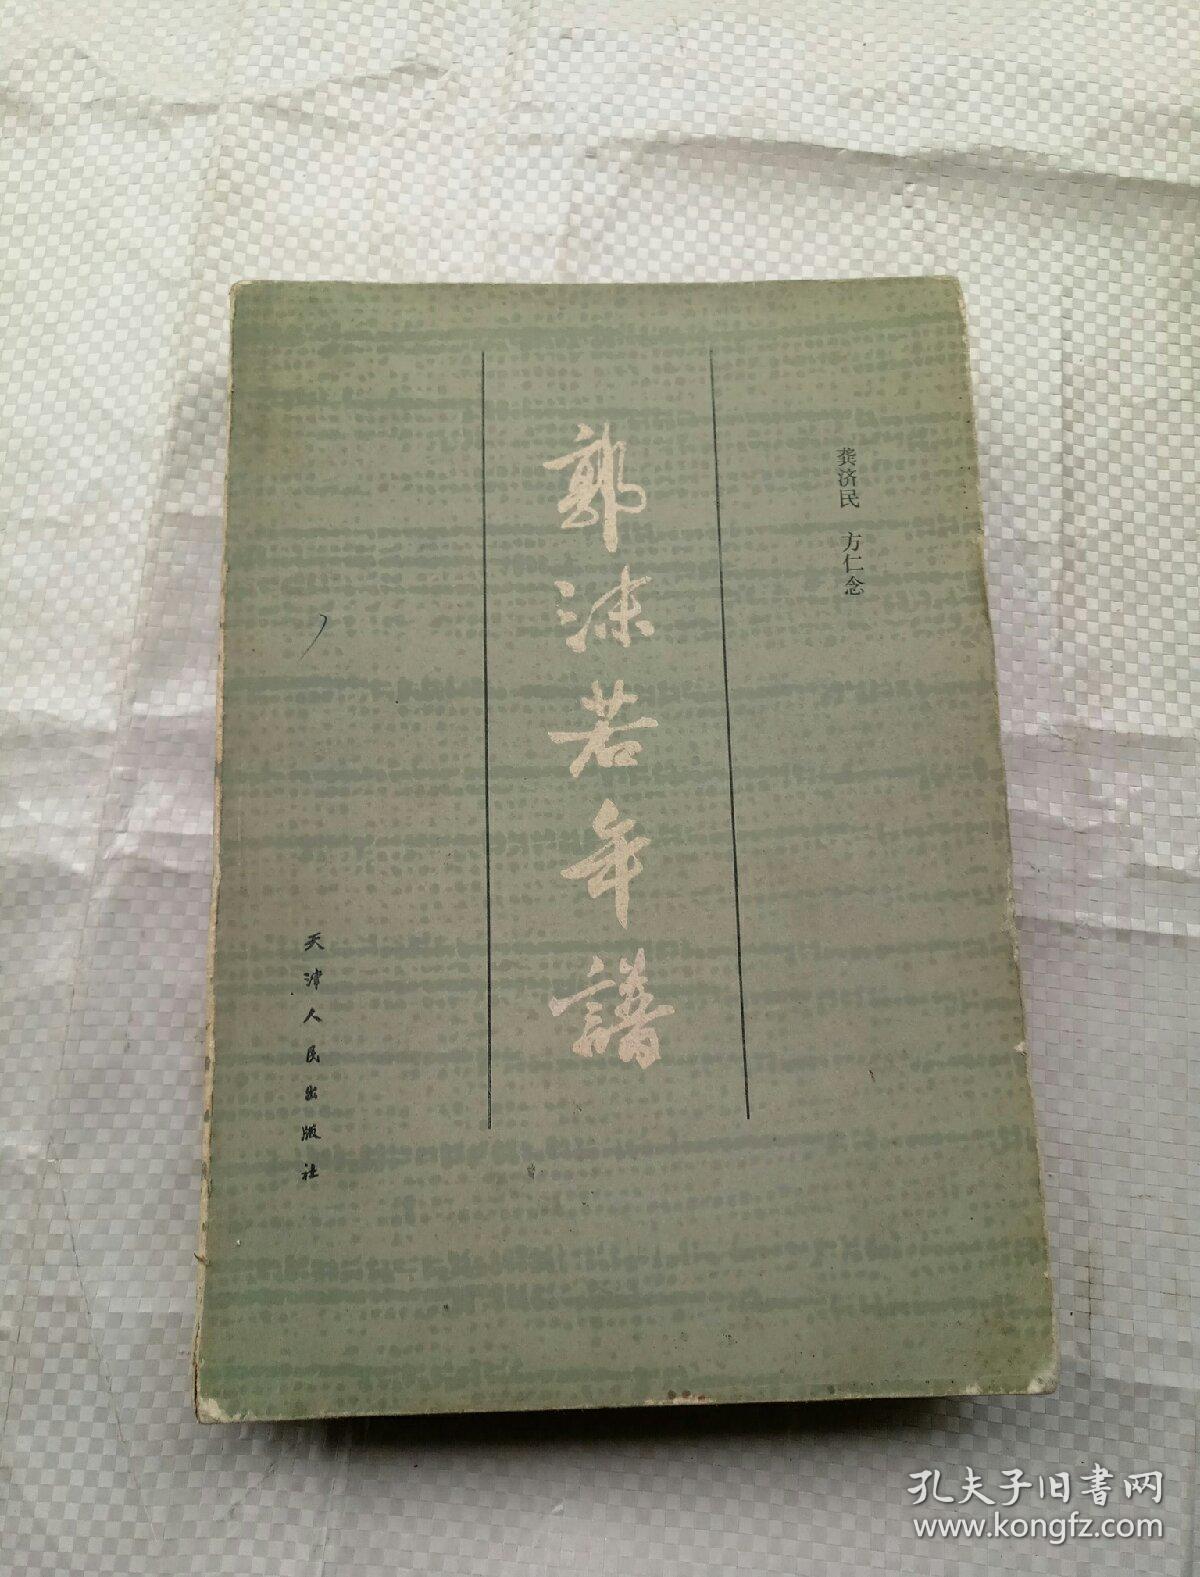 龚济民 方仁念
郭沫若年譜
天津人民出版社
孔夫子旧书网
www.kongfz.com